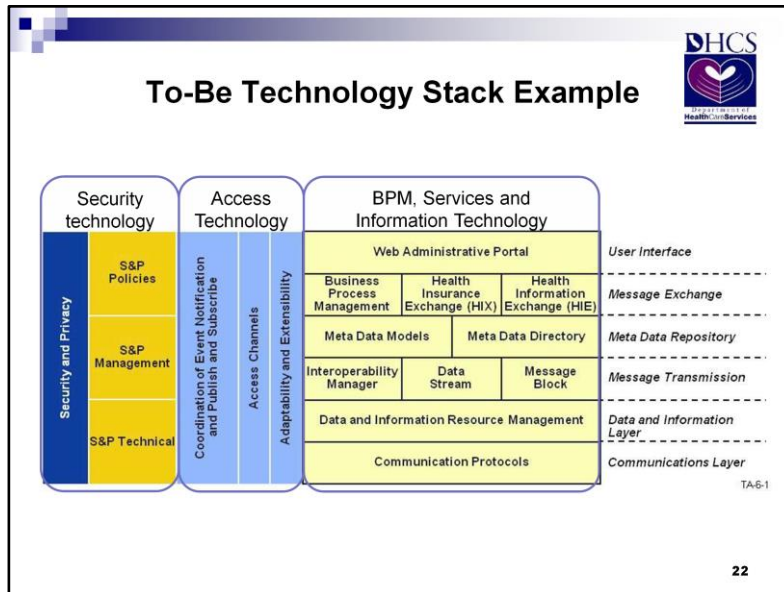 DHCS
Department of
HealthCareServices
To-Be Technology Stack Example
Security
technology
Access
Technology
BPM, Services and
Information Technology
Security and Privacy
S&P
Policies
S&P
Management
S&P Technical
Coordination of Event Notification
and Publish and Subscribe
Access Channels
Adaptability and Extensibility
Web Administrative Portal
User Interface
Business
Process
Management
Health
Insurance
Exchange (HIX)
Health
Information
Exchange (HIE)
Message Exchange
Meta Data Models
Meta Data Directory
Meta Data Repository
Interoperability
Manager
Data
Stream
Message
Block
Message Transmission
Data and Information Resource Management
Data and Information
Layer
Communication Protocols
Communications Layer
TA-6-1
22